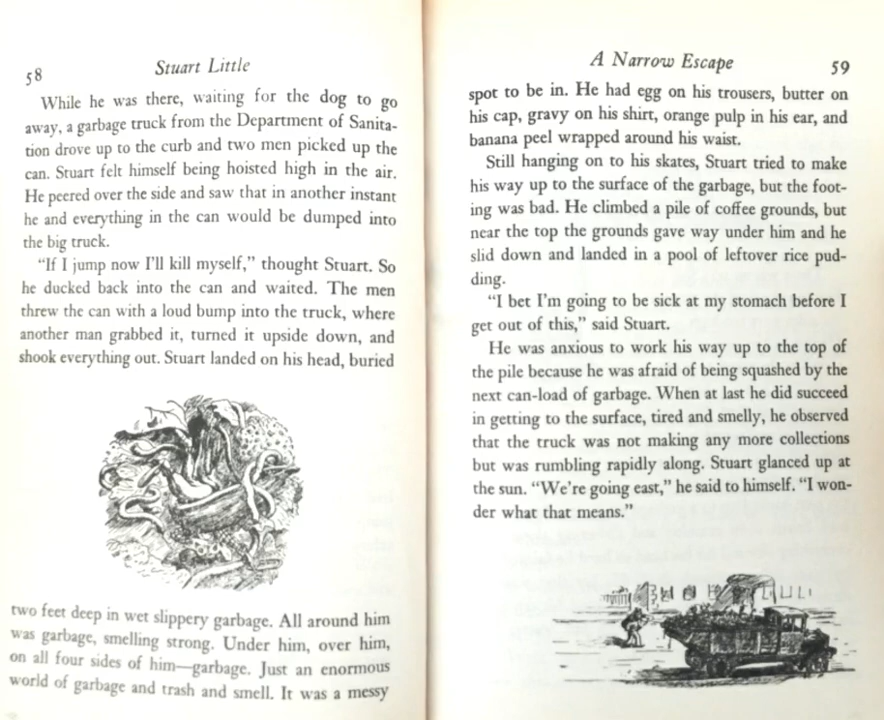 58
Stuart Little
While he was there, waiting for the dog to go
away, a garbage truck from the Department of Sanita-
tion drove up to the curb and two men picked up the
can. Stuart felt himself being hoisted high in the air.
He peered over the side and saw that in another instant
he and everything in the can would be dumped into
the big truck.
“If I jump now I’ll kill myself,” thought Stuart. So
he ducked back into the can and waited. The men
threw the can with a loud bump into the truck, where
another man grabbed it, turned it upside down, and
shook everything out. Stuart landed on his head, buried
two feet deep in wet slippery garbage. All around him
was garbage, smelling strong. Under him, over him,
on all four sides of him—garbage. Just an enormous
world of garbage and trash and smell. It was a messy
A Narrow Escape
59
spot to be in. He had egg on his trousers, butter on
his cap, gravy on his shirt, orange pulp in his ear, and
banana peel wrapped around his waist.
Still hanging on to his skates, Stuart tried to make
his way up to the surface of the garbage, but the foot-
ing was bad. He climbed a pile of coffee grounds, but
near the top the grounds gave way under him and he
slid down and landed in a pool of leftover rice pud-
ding.
“I bet I’m going to be sick at my stomach before I
get out of this,” said Stuart.
He was anxious to work his way up to the top of
the pile because he was afraid of being squashed by the
next can-load of garbage. When at last he did succeed
in getting to the surface, tired and smelly, he observed
that the truck was not making any more collections
but was rumbling rapidly along. Stuart glanced up at
the sun. “We’re going east,” he said to himself. “I won-
der what that means.”